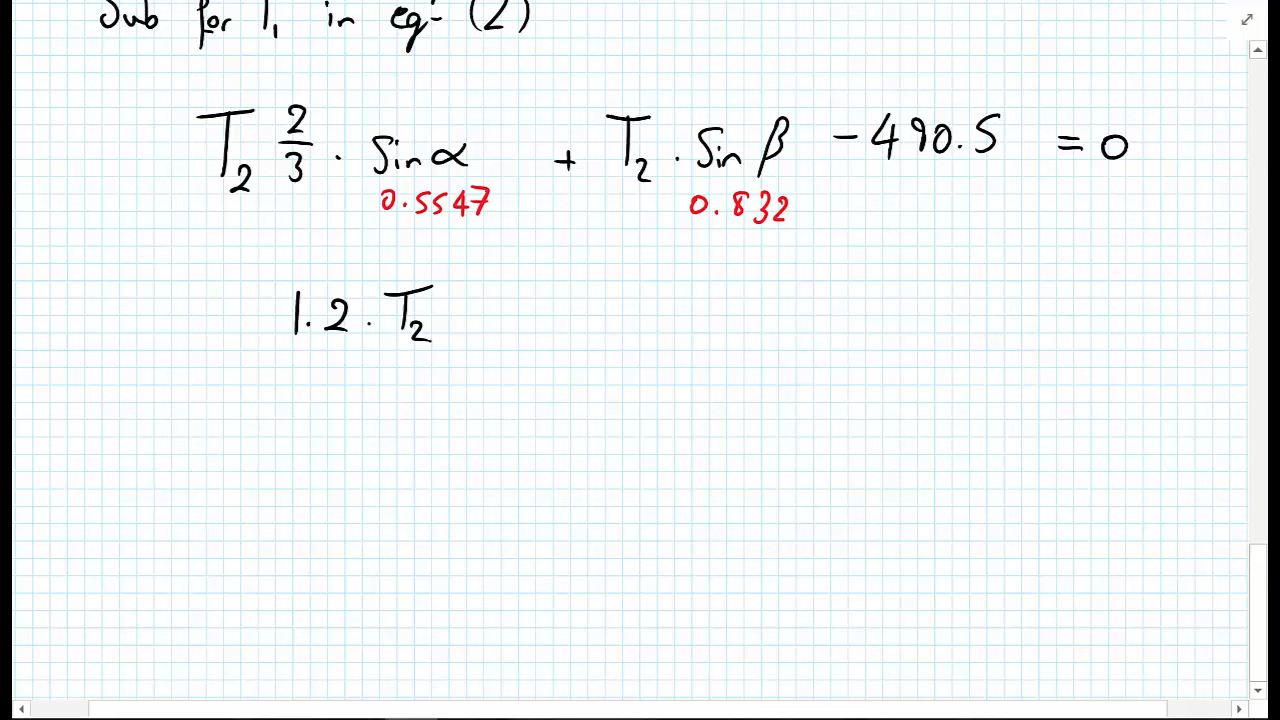 Sub for T₁ in eqⁿ (2)
T₂ 2/3 . Sin α + T₂ . Sin β - 490.5 = 0
0.5547 0.832
1.2 . T₂